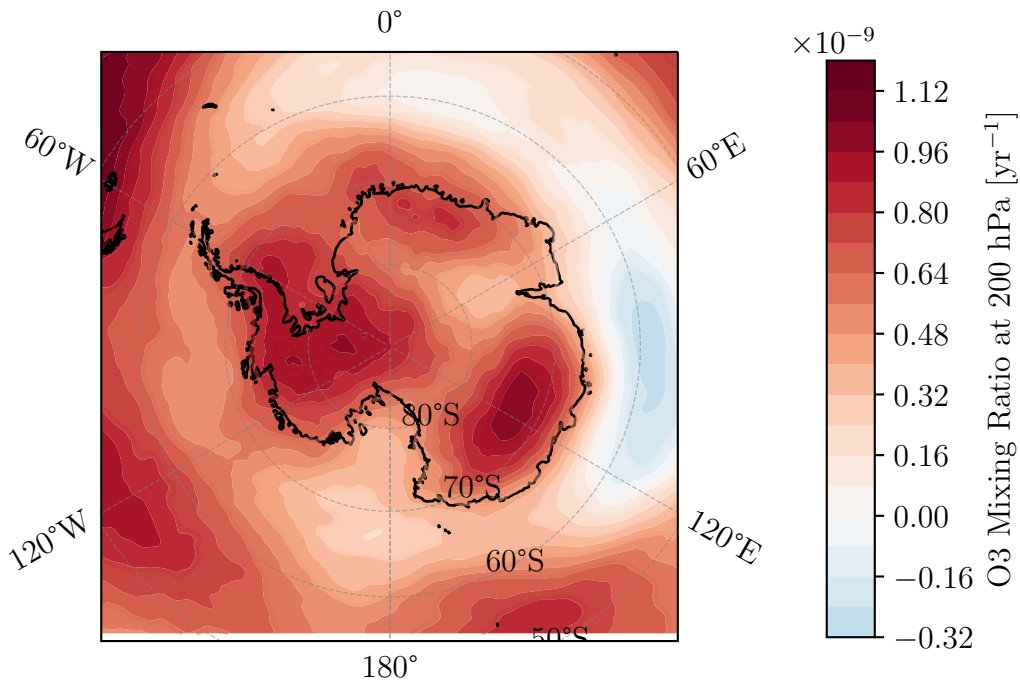 0°
×10⁻⁹
60°W
60°E
1.12
0.96
0.80
0.64
0.48
0.32
0.16
0.00
−0.16
−0.32
O3 Mixing Ratio at 200 hPa [yr⁻¹]
80°S
70°S
60°S
50°S
120°W
120°E
180°